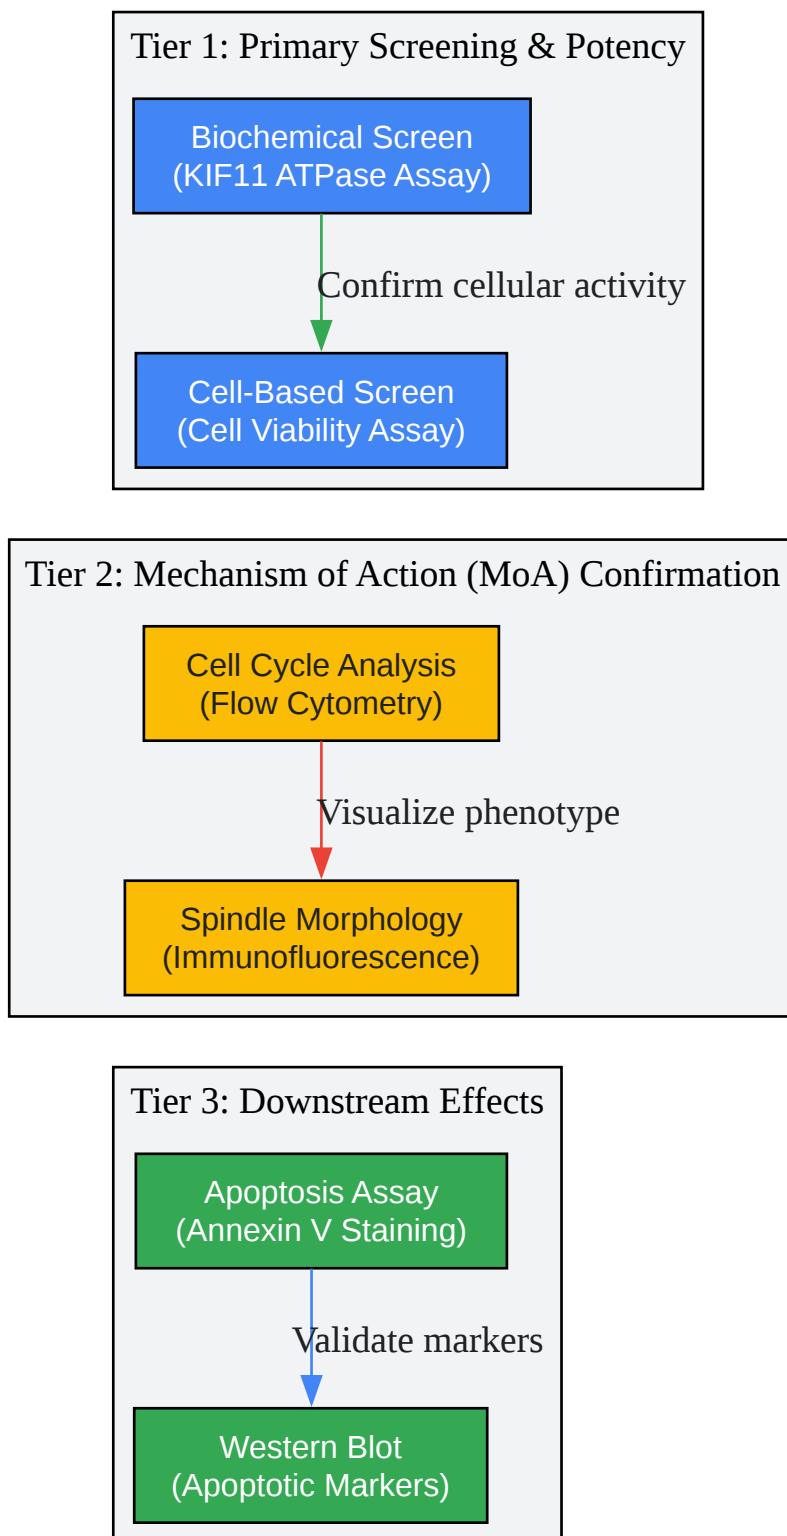 Tier 1: Primary Screening & Potency
Biochemical Screen
(KIF11 ATPase Assay)
Confirm cellular activity
Cell-Based Screen
(Cell Viability Assay)
Tier 2: Mechanism of Action (MoA) Confirmation
Cell Cycle Analysis
(Flow Cytometry)
Visualize phenotype
Spindle Morphology
(Immunofluorescence)
Tier 3: Downstream Effects
Apoptosis Assay
(Annexin V Staining)
Validate markers
Western Blot
(Apoptotic Markers)